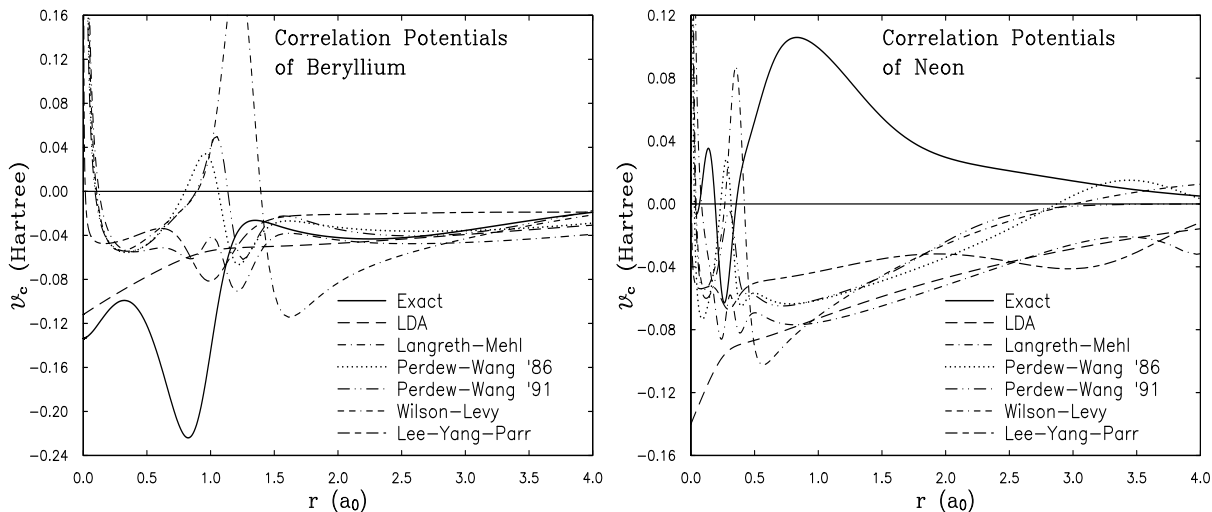 Correlation Potentials
of Beryllium
0.16
0.12
0.08
0.04
0.00
−0.04
−0.08
−0.12
−0.16
−0.20
−0.24
𝓋c (Hartree)
Exact
LDA
Langreth−Mehl
Perdew−Wang '86
Perdew−Wang '91
Wilson−Levy
Lee−Yang−Parr
0.0 0.5 1.0 1.5 2.0 2.5 3.0 3.5 4.0
r (a0)
Correlation Potentials
of Neon
0.12
0.08
0.04
0.00
−0.04
−0.08
−0.12
−0.16
𝓋c (Hartree)
Exact
LDA
Langreth−Mehl
Perdew−Wang '86
Perdew−Wang '91
Wilson−Levy
Lee−Yang−Parr
0.0 0.5 1.0 1.5 2.0 2.5 3.0 3.5 4.0
r (a0)